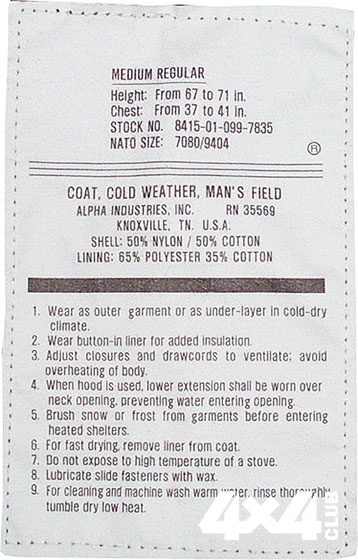 MEDIUM REGULAR
Height: From 67 to 71 in.
Chest: From 37 to 41 in.
STOCK NO. 8415-01-099-7835
NATO SIZE: 7080/9404
®
COAT, COLD WEATHER, MAN'S FIELD
ALPHA INDUSTRIES, INC. RN 35569
KNOXVILLE, TN. U.S.A.
SHELL: 50% NYLON / 50% COTTON
LINING: 65% POLYESTER 35% COTTON
1. Wear as outer garment or as under-layer in cold-dry
climate.
2. Wear button-in liner for added insulation.
3. Adjust closures and drawcords to ventilate; avoid
overheating of body.
4. When hood is used, lower extension shall be worn over
neck opening, preventing water entering opening.
5. Brush snow or frost from garments before entering
heated shelters.
6. For fast drying, remove liner from coat.
7. Do not expose to high temperature of a stove.
8. Lubricate slide fasteners with wax.
9. For cleaning and machine wash warm water, rinse thoroughly
tumble dry low heat.
4x4
CLUB